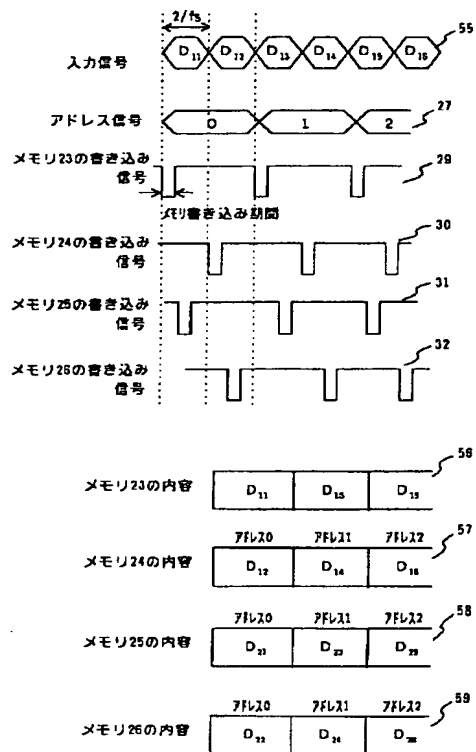 2/fs
55
入力信号
D11 D12 D13 D14 D15 D16
アドレス信号
0 1 2
27
メモリ23の書き込み
信号
29
メモリ書き込み期間
メモリ24の書き込み
信号
30
メモリ25の書き込み
信号
31
メモリ26の書き込み
信号
32
メモリ23の内容
D11
56
アドレス0 アドレス1 アドレス2
メモリ24の内容
D12 D14 D16
57
アドレス0 アドレス1 アドレス2
メモリ25の内容
D21 D23
58
アドレス0 アドレス1 アドレス2
メモリ26の内容
D22 D24
59